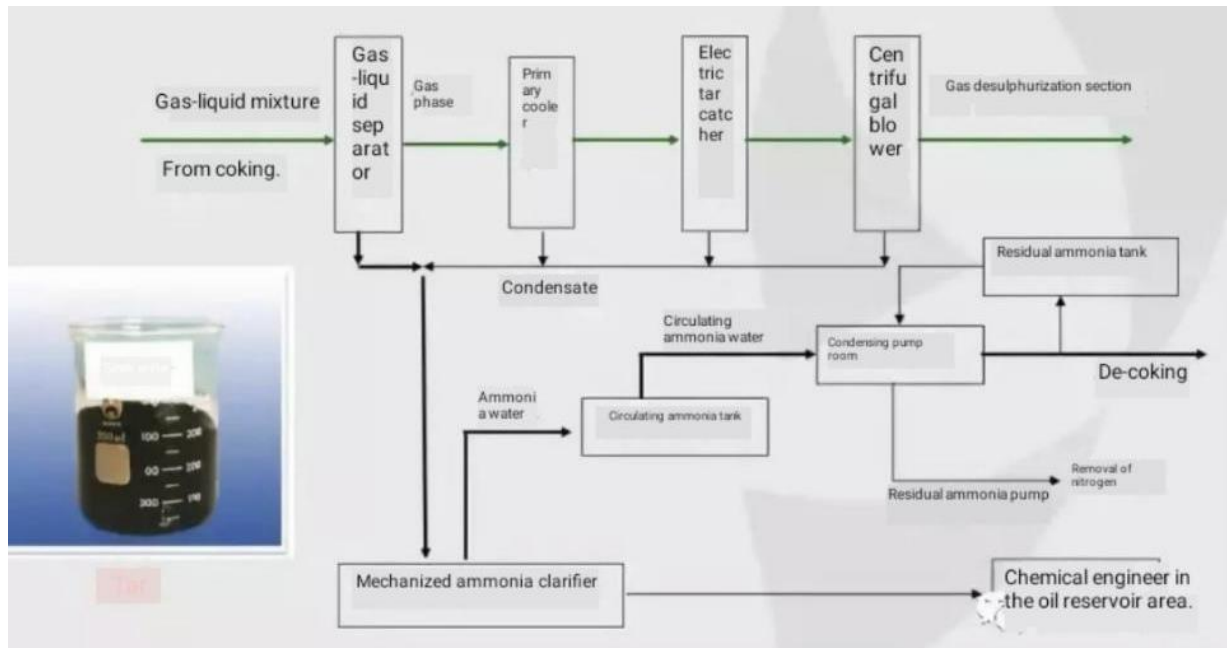 Gas
-liqu
id
sep
arat
or
Gas-liquid mixture
From coking.
Gas
phase
Prim
ary
coole
r
Elec
tric
tar
catc
her
Cen
trifu
gal
blo
wer
Gas desulphurization section
Condensate
Residual ammonia tank
Circulating
ammonia water
Condensing pump
room
De-coking
Ammoni
a water
Circulating ammonia tank
Removal of
nitrogen
Residual ammonia pump
Mechanized ammonia clarifier
Chemical engineer in
the oil reservoir area.
Tar